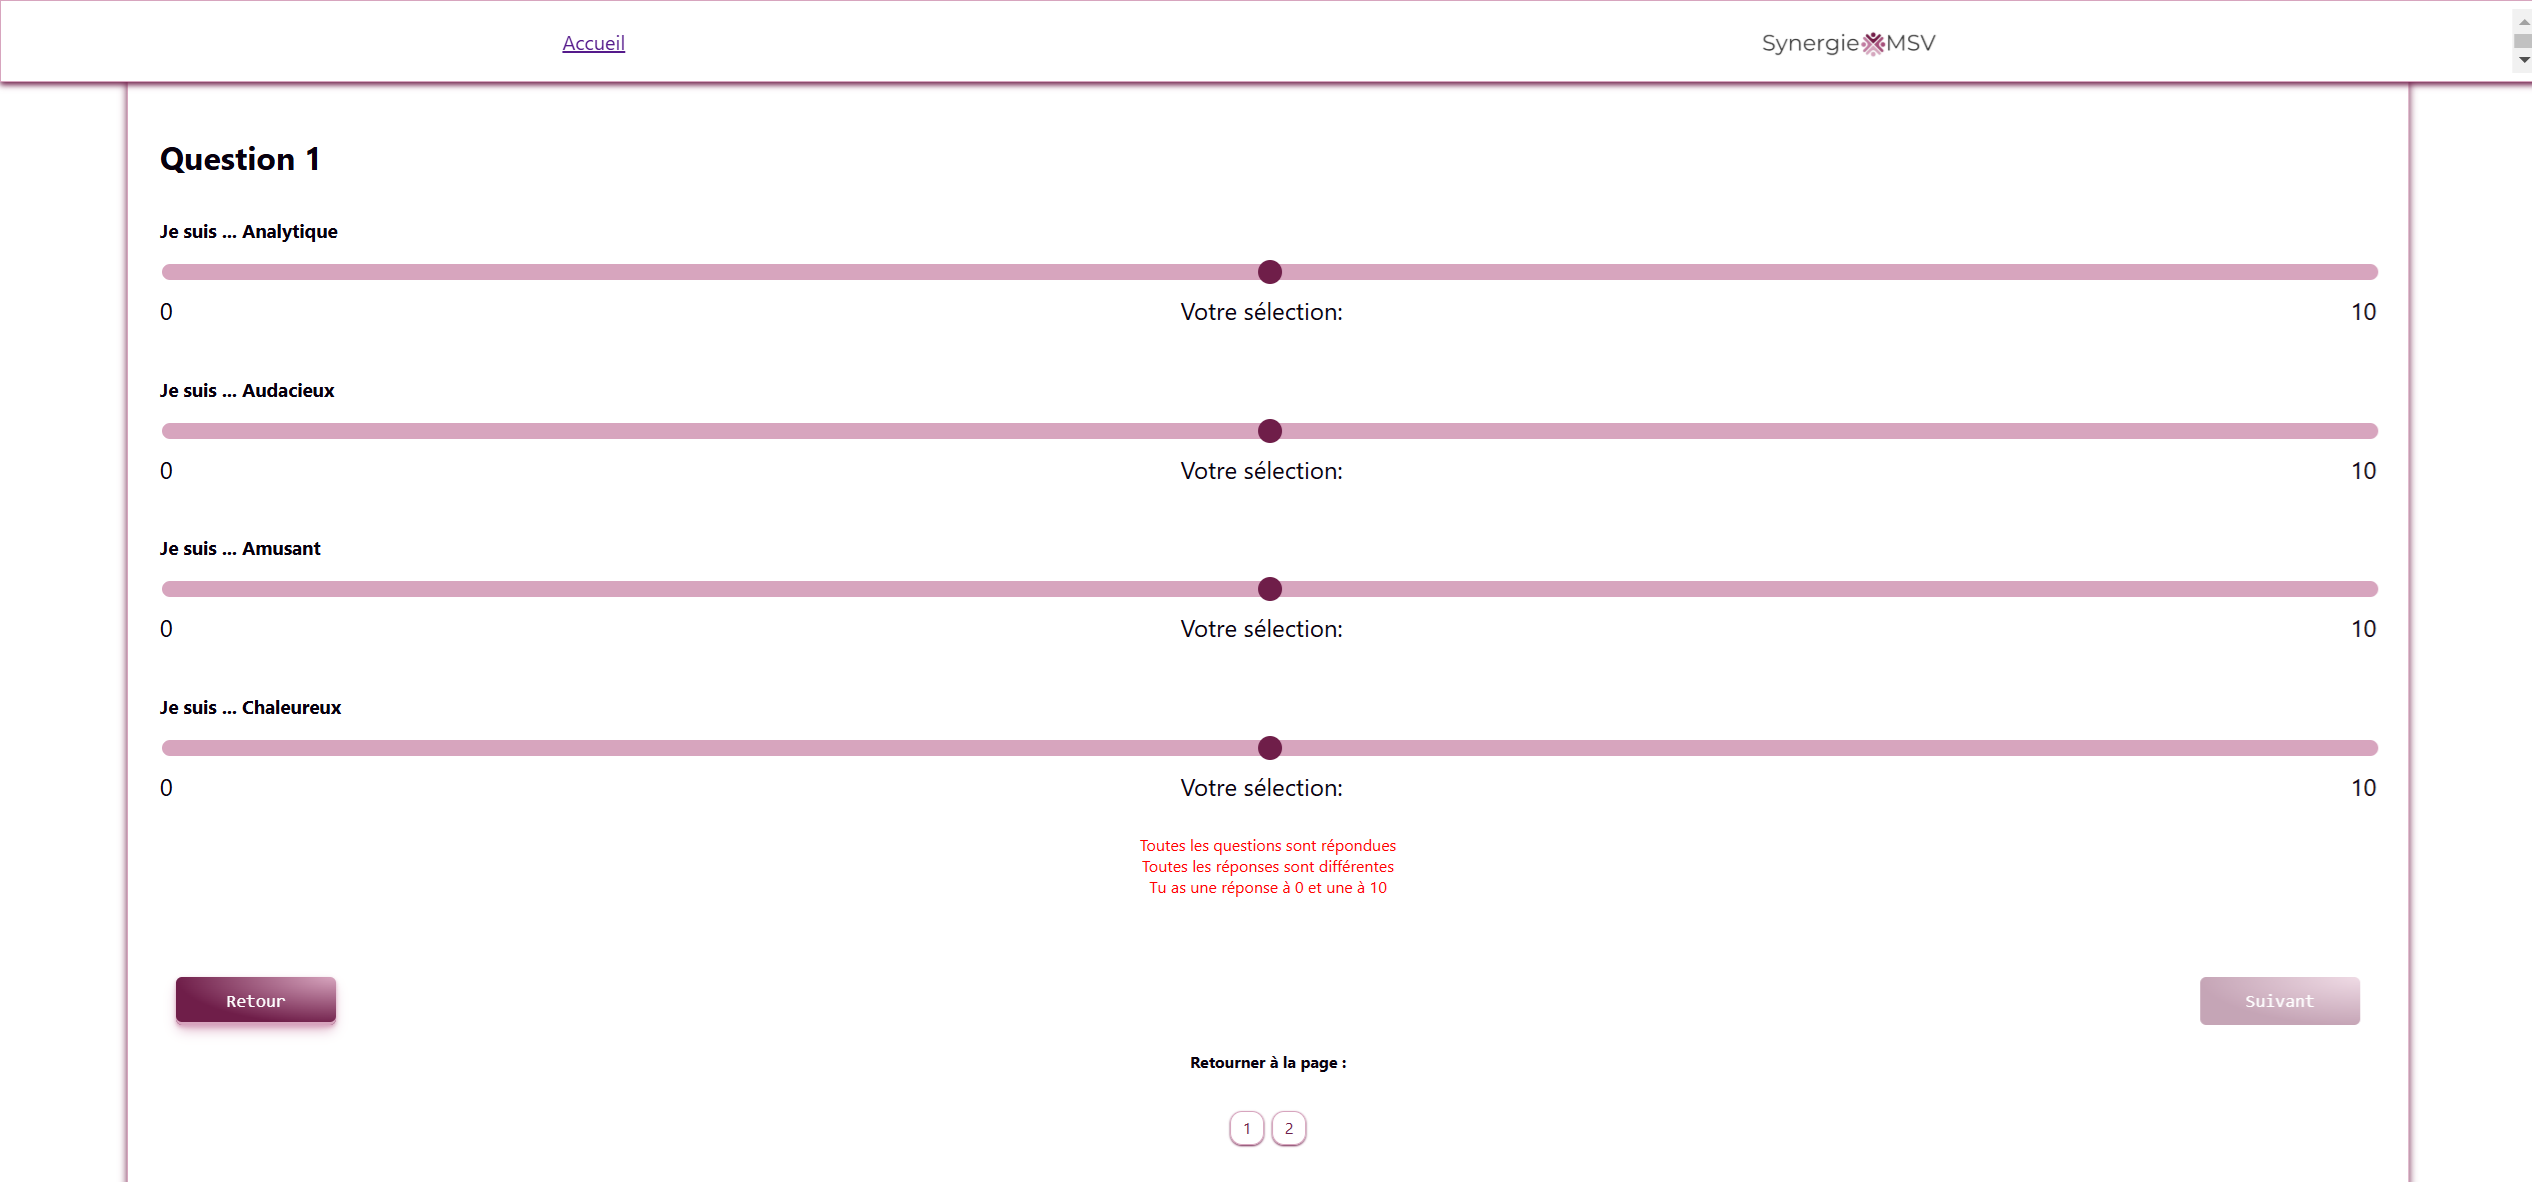 Accueil
Synergie MSV
Question 1
Je suis ... Analytique
0 Votre sélection: 10
Je suis ... Audacieux
0 Votre sélection: 10
Je suis ... Amusant
0 Votre sélection: 10
Je suis ... Chaleureux
0 Votre sélection: 10
Toutes les questions sont répondues
Toutes les réponses sont différentes
Tu as une réponse à 0 et une à 10
Retour Suivant
Retourner à la page :
1 2